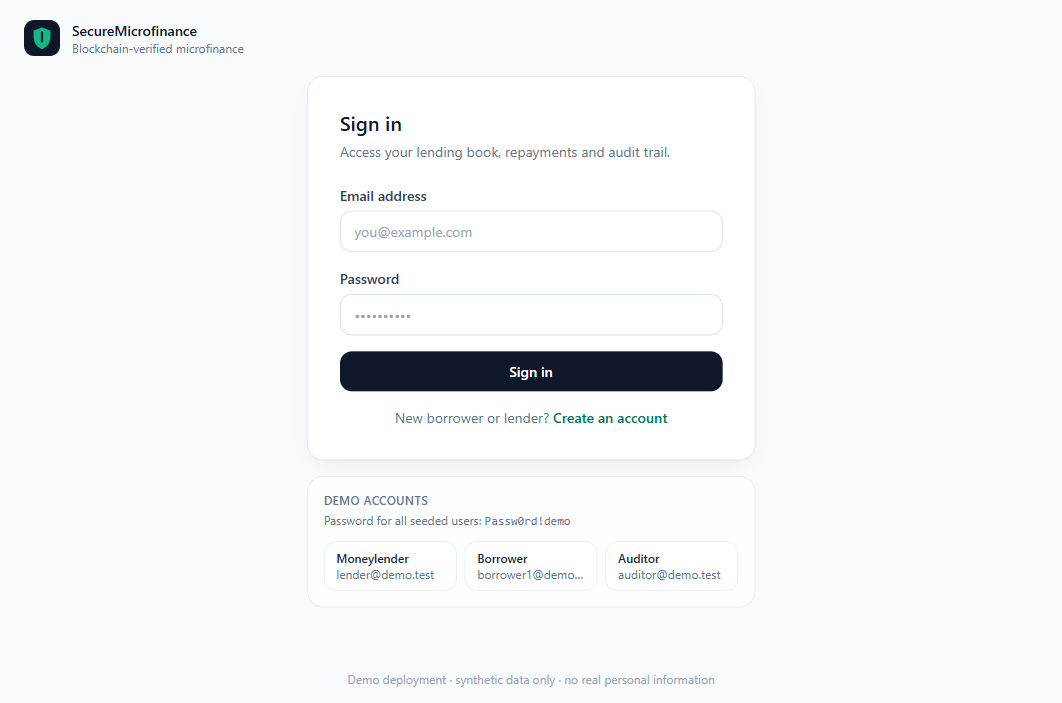 SecureMicrofinance
Blockchain-verified microfinance
Sign in
Access your lending book, repayments and audit trail.
Email address
you@example.com
Password
••••••••••
Sign in
New borrower or lender? Create an account
DEMO ACCOUNTS
Password for all seeded users: Passw0rd!demo
Moneylender
lender@demo.test
Borrower
borrower1@demo...
Auditor
auditor@demo.test
Demo deployment · synthetic data only · no real personal information